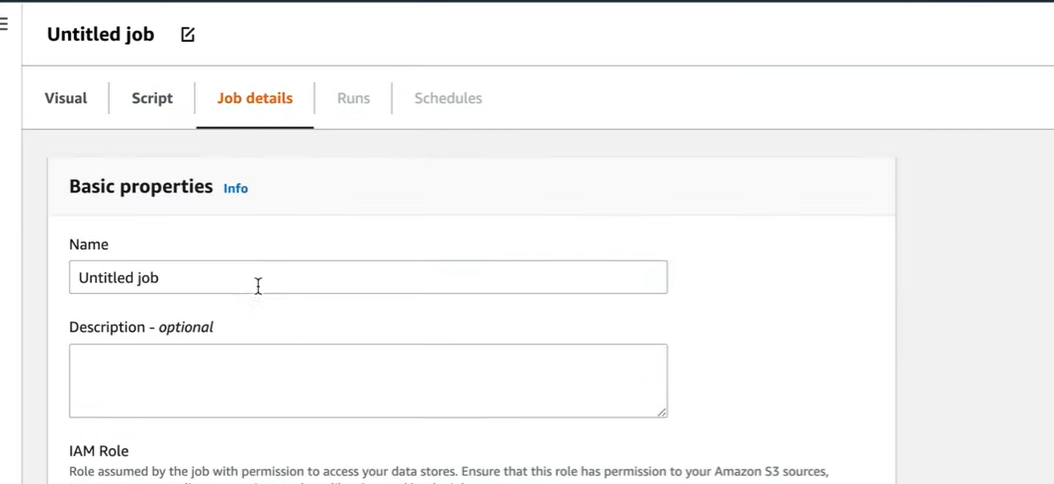 Untitled job
Visual Script Job details Runs Schedules
Basic properties Info
Name
Untitled job
Description - optional
IAM Role
Role assumed by the job with permission to access your data stores. Ensure that this role has permission to your Amazon S3 sources,